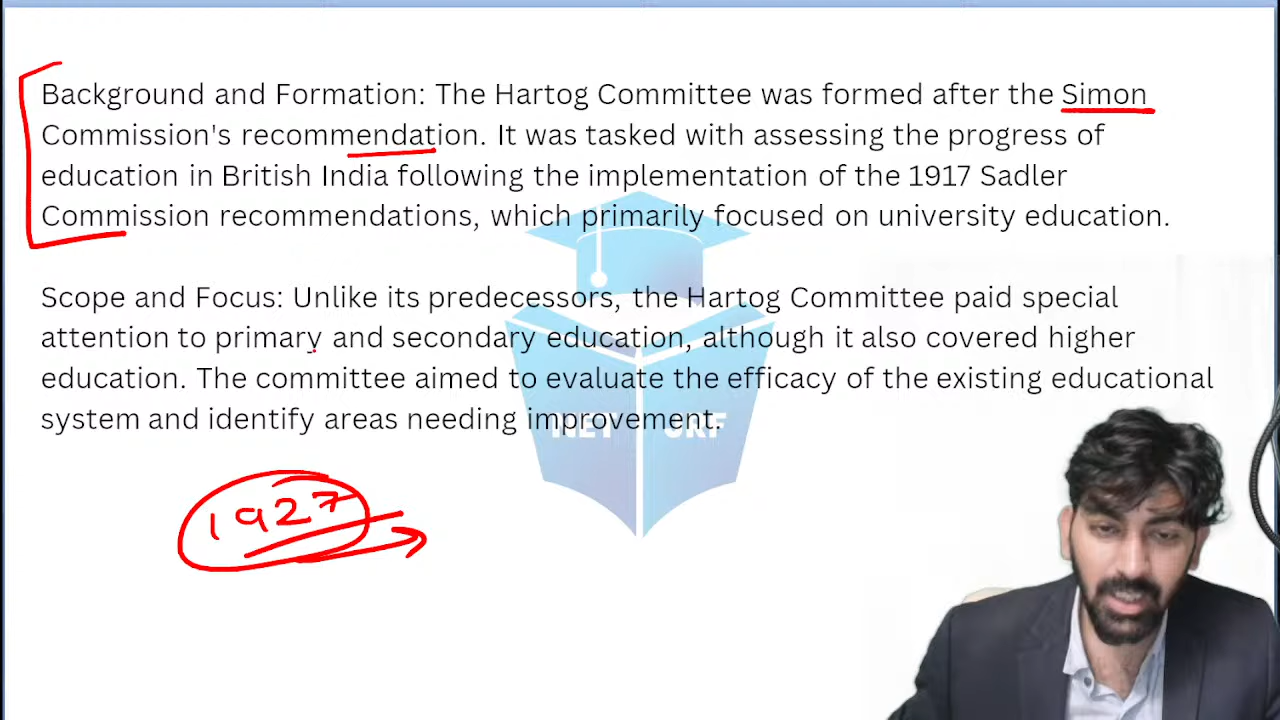 Background and Formation: The Hartog Committee was formed after the Simon
Commission's recommendation. It was tasked with assessing the progress of
education in British India following the implementation of the 1917 Sadler
Commission recommendations, which primarily focused on university education.
Scope and Focus: Unlike its predecessors, the Hartog Committee paid special
attention to primary and secondary education, although it also covered higher
education. The committee aimed to evaluate the efficacy of the existing educational
system and identify areas needing improvement.
NET JRF
1927